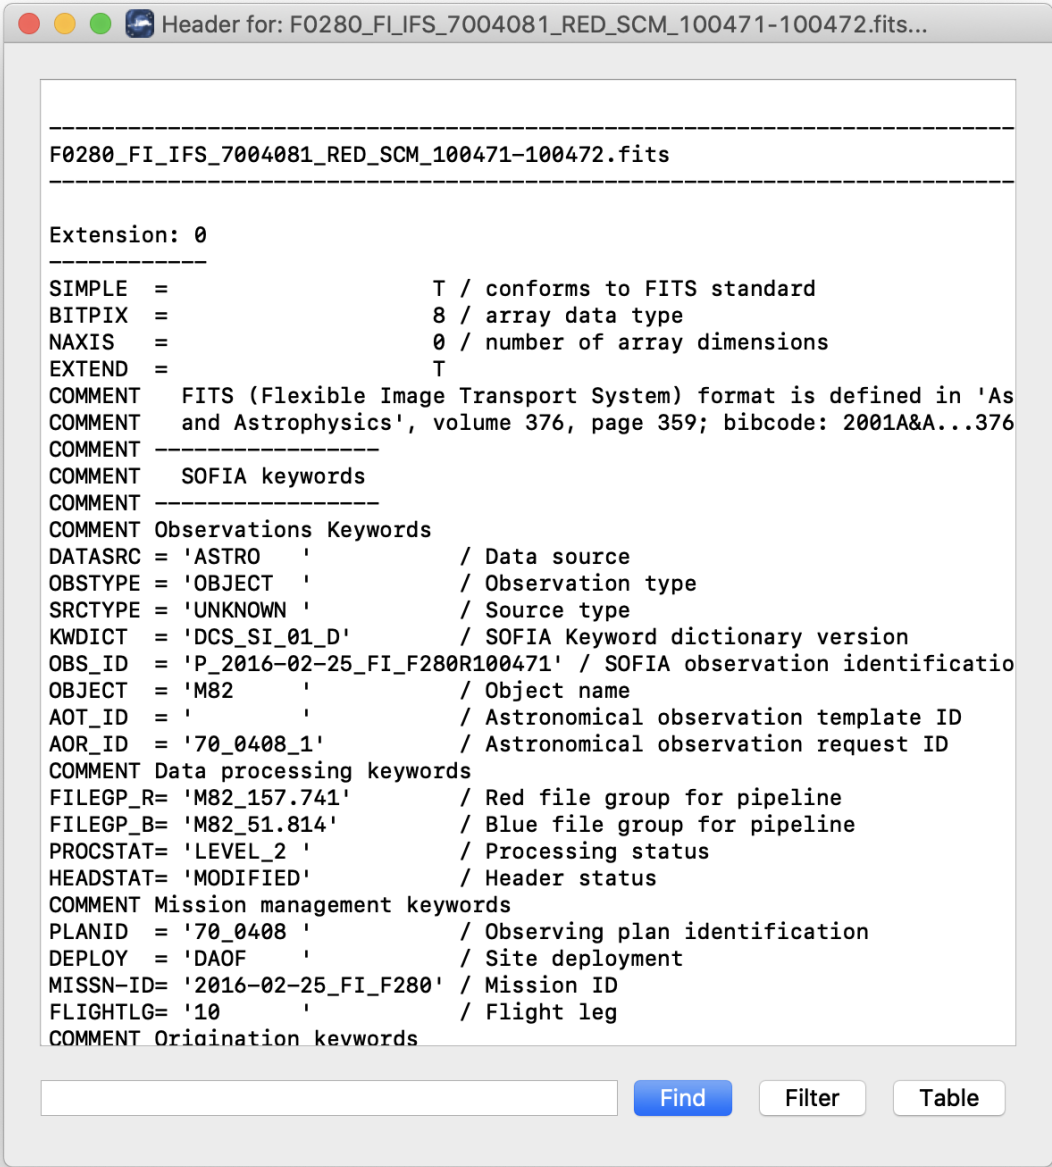 Header for: F0280_FI_IFS_7004081_RED_SCM_100471-100472.fits...
--------------------------------------------------------------------------
F0280_FI_IFS_7004081_RED_SCM_100471-100472.fits
--------------------------------------------------------------------------
Extension: 0
------------
SIMPLE  =                    T / conforms to FITS standard
BITPIX  =                    8 / array data type
NAXIS   =                    0 / number of array dimensions
EXTEND  =                    T
COMMENT   FITS (Flexible Image Transport System) format is defined in 'As
COMMENT   and Astrophysics', volume 376, page 359; bibcode: 2001A&A...376
COMMENT -----------------
COMMENT   SOFIA keywords
COMMENT -----------------
COMMENT Observations Keywords
DATASRC = 'ASTRO   '           / Data source
OBSTYPE = 'OBJECT  '           / Observation type
SRCTYPE = 'UNKNOWN '           / Source type
KWDICT  = 'DCS_SI_01_D'        / SOFIA Keyword dictionary version
OBS_ID  = 'P_2016-02-25_FI_F280R100471' / SOFIA observation identificatio
OBJECT  = 'M82     '           / Object name
AOT_ID  = '        '           / Astronomical observation template ID
AOR_ID  = '70_0408_1'          / Astronomical observation request ID
COMMENT Data processing keywords
FILEGP_R= 'M82_157.741'        / Red file group for pipeline
FILEGP_B= 'M82_51.814'         / Blue file group for pipeline
PROCSTAT= 'LEVEL_2 '           / Processing status
HEADSTAT= 'MODIFIED'           / Header status
COMMENT Mission management keywords
PLANID  = '70_0408 '           / Observing plan identification
DEPLOY  = 'DAOF    '           / Site deployment
MISSN-ID= '2016-02-25_FI_F280' / Mission ID
FLIGHTLG= '10      '           / Flight leg
COMMENT Origination keywords
Find Filter Table